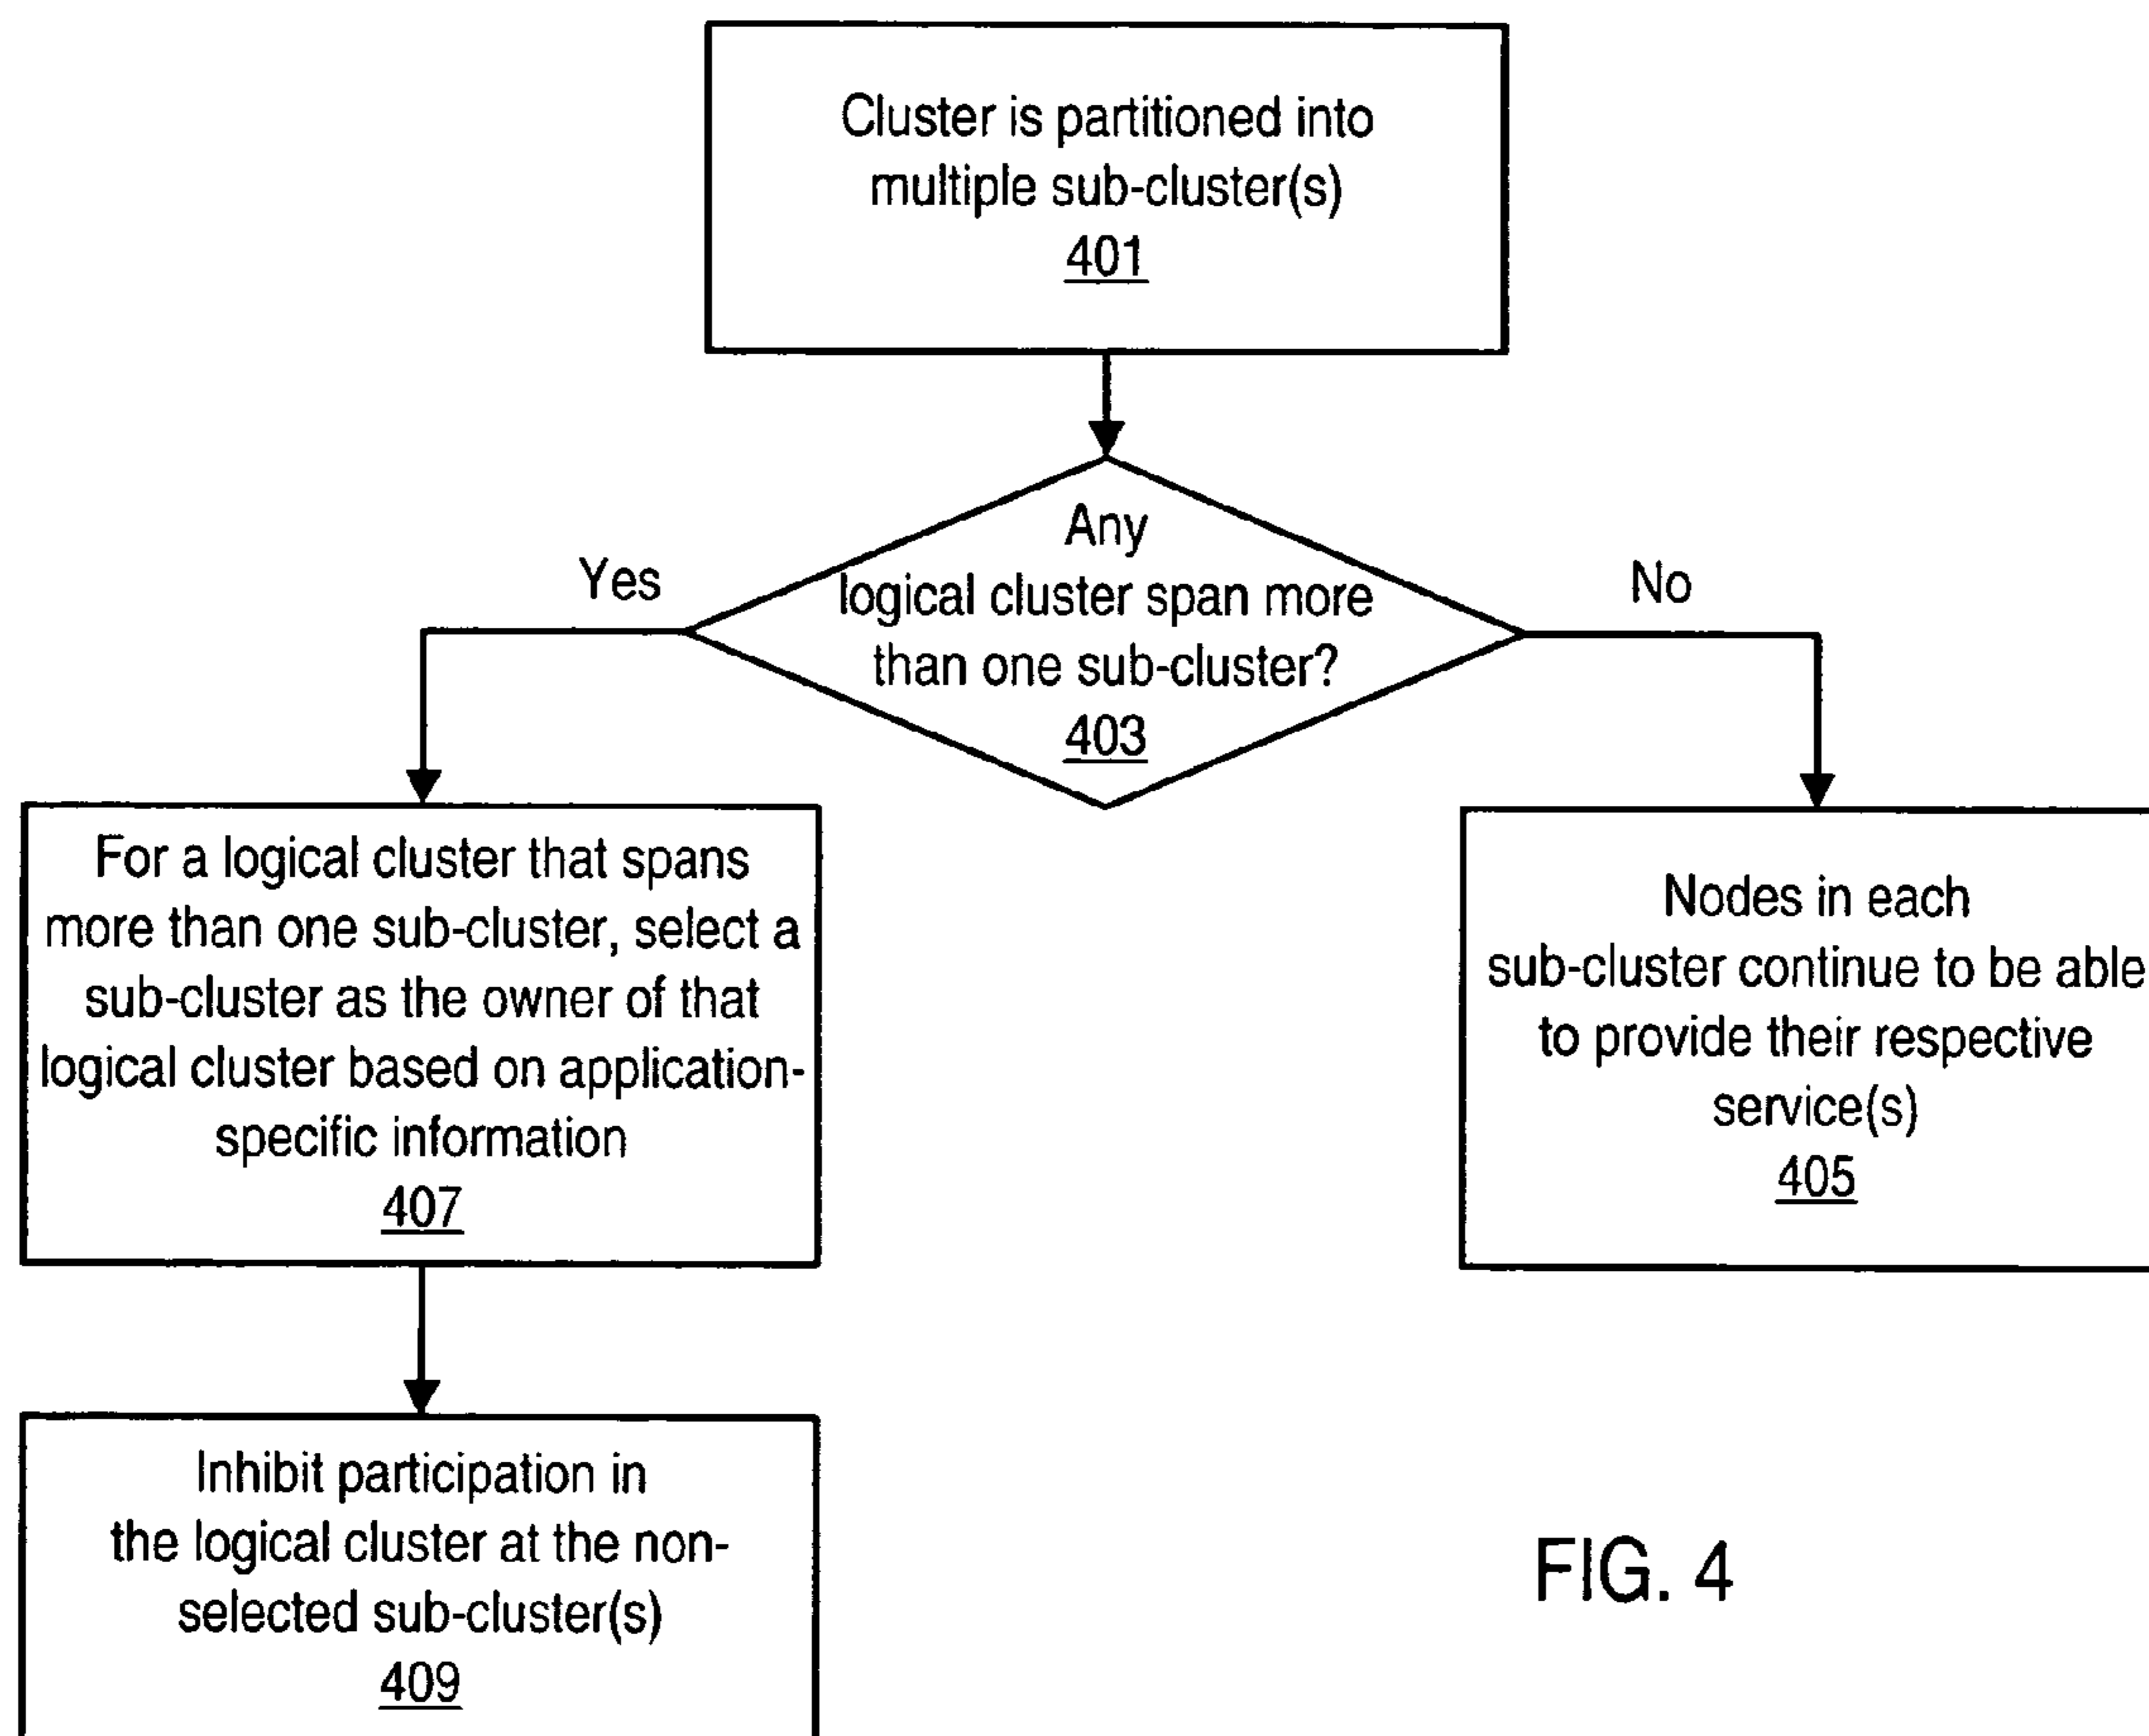 Cluster is partitioned into
multiple sub-cluster(s)
401
Any
logical cluster span more
than one sub-cluster?
403
Yes
No
For a logical cluster that spans
more than one sub-cluster, select a
sub-cluster as the owner of that
logical cluster based on application-
specific information
407
Nodes in each
sub-cluster continue to be able
to provide their respective
service(s)
405
Inhibit participation in
the logical cluster at the non-
selected sub-cluster(s)
409
FIG. 4